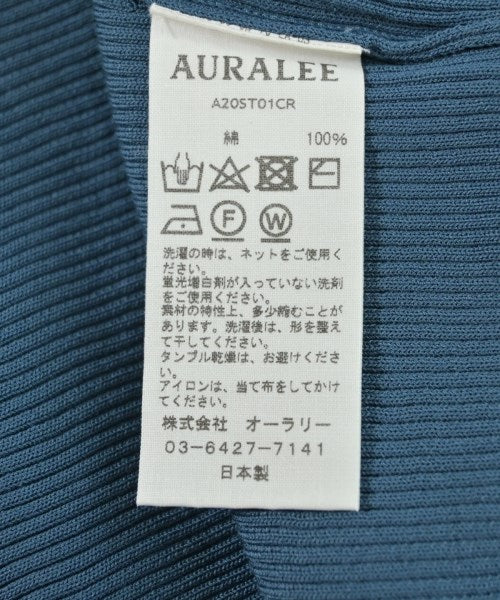 AURALEE
A20ST01CR
綿 100%
F W
洗濯の時は、ネットをご使用く
ださい。
蛍光増白剤が入っていない洗剤
をご使用ください。
素材の特性上、多少縮むことが
あります。洗濯後は、形を整え
て干してください。
タンブル乾燥は、お避けくださ
い。
アイロンは、当て布をしてかけ
てください。
株式会社 オーラリー
03-6427-7141
日本製